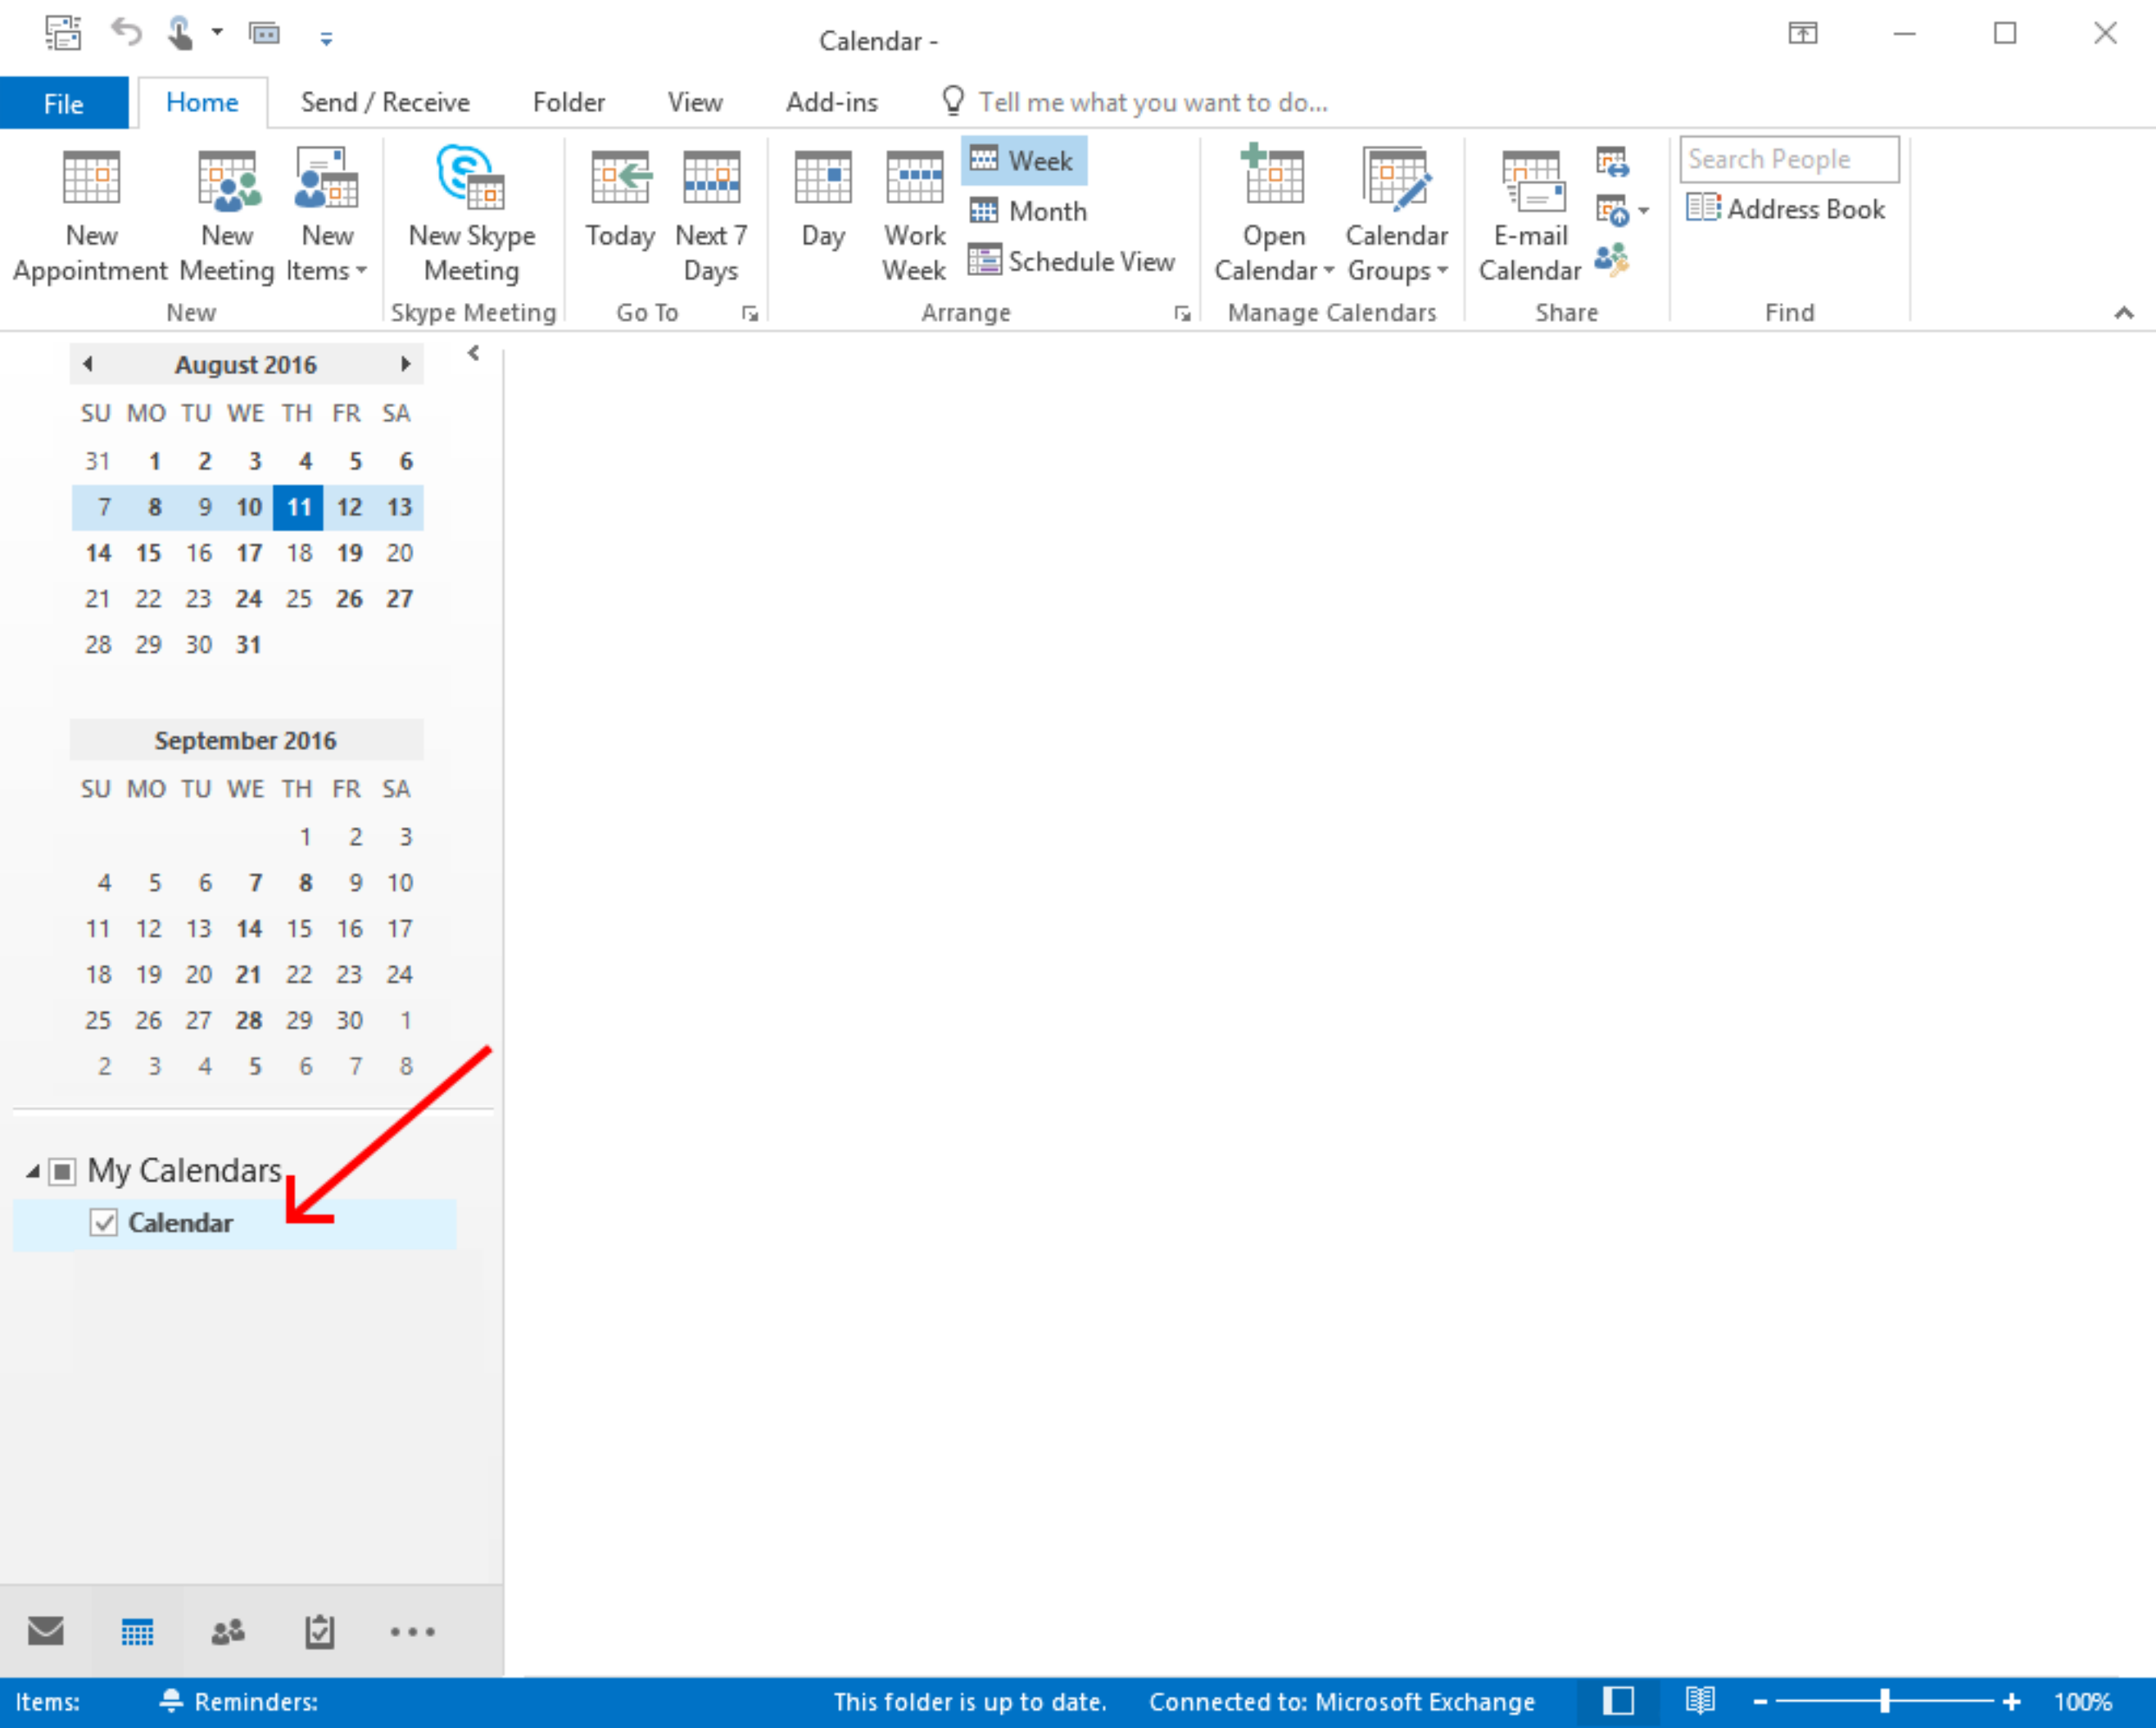 Calendar -
File Home Send / Receive Folder View Add-ins Tell me what you want to do...
New Appointment
New Meeting
New Items
New
New Skype Meeting
Skype Meeting
Today
Next 7 Days
Go To
Day
Work Week
Week
Month
Schedule View
Arrange
Open Calendar
Calendar Groups
Manage Calendars
E-mail Calendar
Share
Search People
Address Book
Find
August 2016
SU MO TU WE TH FR SA
31 1 2 3 4 5 6
7 8 9 10 11 12 13
14 15 16 17 18 19 20
21 22 23 24 25 26 27
28 29 30 31
September 2016
SU MO TU WE TH FR SA
1 2 3
4 5 6 7 8 9 10
11 12 13 14 15 16 17
18 19 20 21 22 23 24
25 26 27 28 29 30 1
2 3 4 5 6 7 8
My Calendars
Calendar
Items: Reminders: This folder is up to date. Connected to: Microsoft Exchange 100%